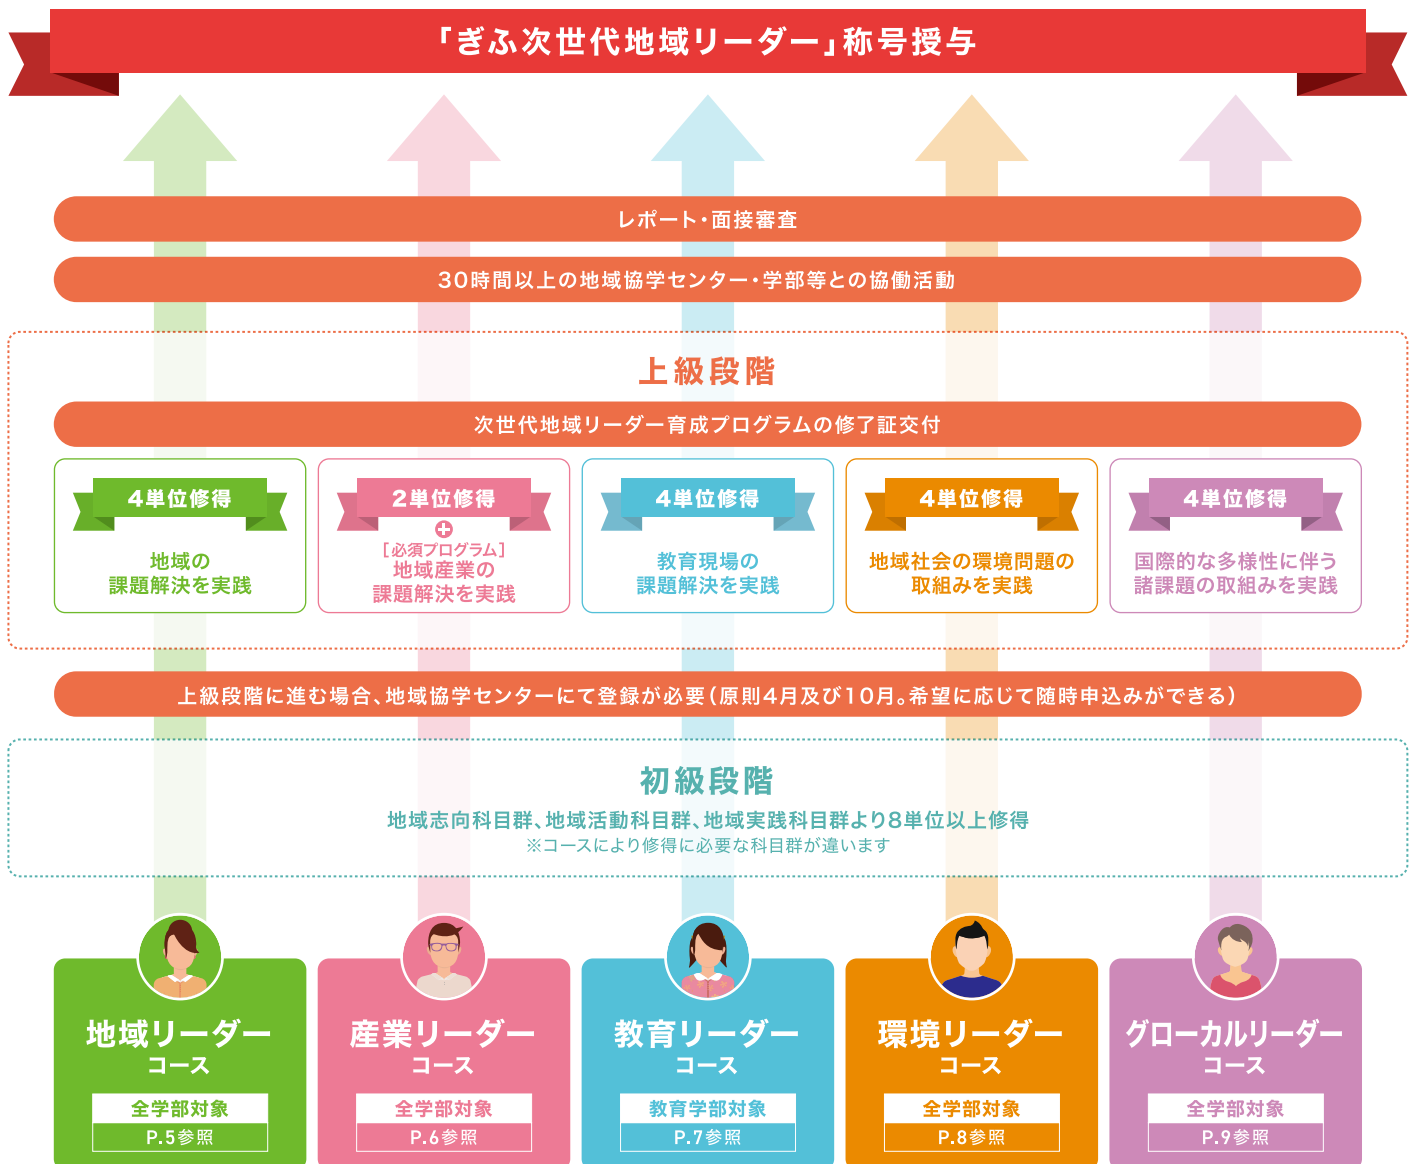 「ぎふ次世代地域リーダー」称号授与
レポート・面接審査
30時間以上の地域協学センター・学部等との協働活動
上級段階
次世代地域リーダー育成プログラムの修了証交付
4単位修得
地域の
課題解決を実践
2単位修得
+
［必須プログラム］
地域産業の
課題解決を実践
4単位修得
教育現場の
課題解決を実践
4単位修得
地域社会の環境問題の
取組みを実践
4単位修得
国際的な多様性に伴う
諸課題の取組みを実践
上級段階に進む場合、地域協学センターにて登録が必要（原則4月及び10月。希望に応じて随時申込みができる）
初級段階
地域志向科目群、地域活動科目群、地域実践科目群より8単位以上修得
※コースにより修得に必要な科目群が違います
地域リーダー
コース
全学部対象
P.5参照
産業リーダー
コース
全学部対象
P.6参照
教育リーダー
コース
教育学部対象
P.7参照
環境リーダー
コース
全学部対象
P.8参照
グローカルリーダー
コース
全学部対象
P.9参照